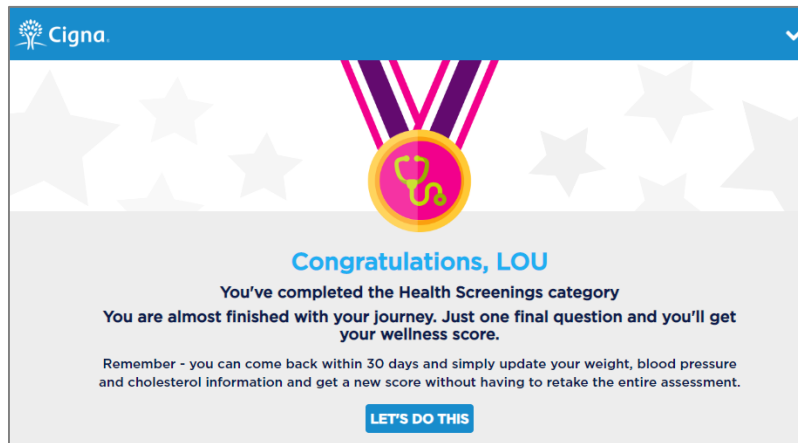 Cigna.
Congratulations, LOU
You've completed the Health Screenings category
You are almost finished with your journey. Just one final question and you'll get
your wellness score.
Remember - you can come back within 30 days and simply update your weight, blood pressure
and cholesterol information and get a new score without having to retake the entire assessment.
LET'S DO THIS